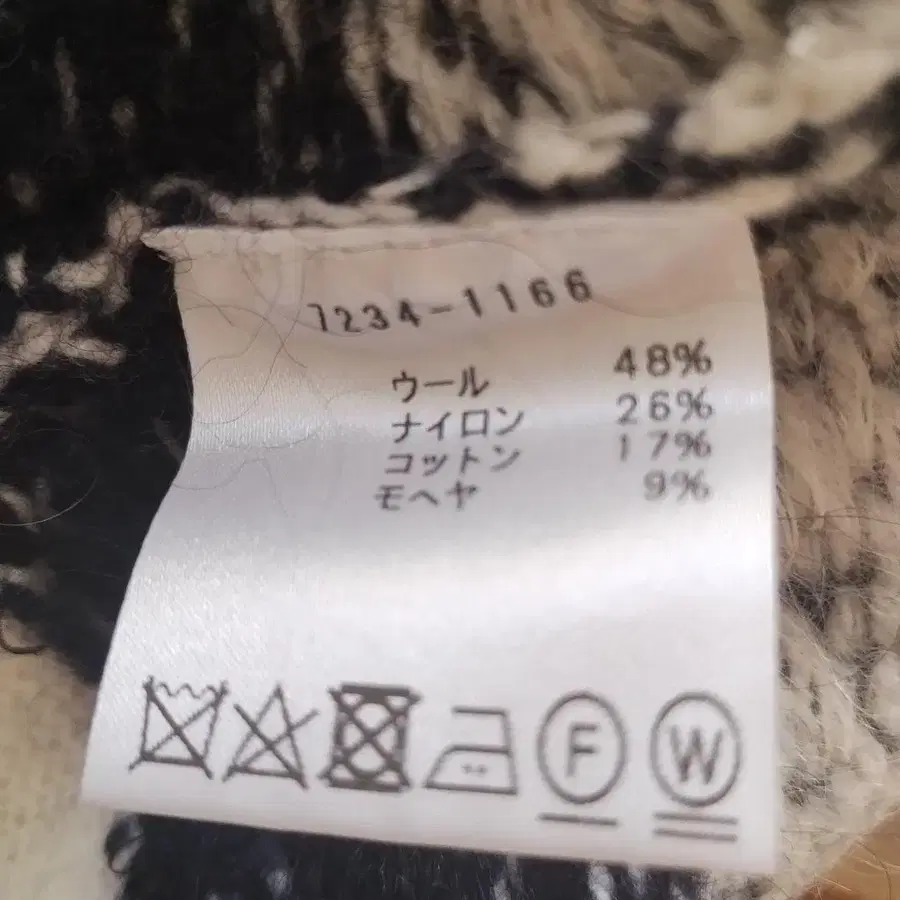 7234-1166
ウール 48%
ナイロン 26%
コットン 17%
モヘヤ 9%
F W